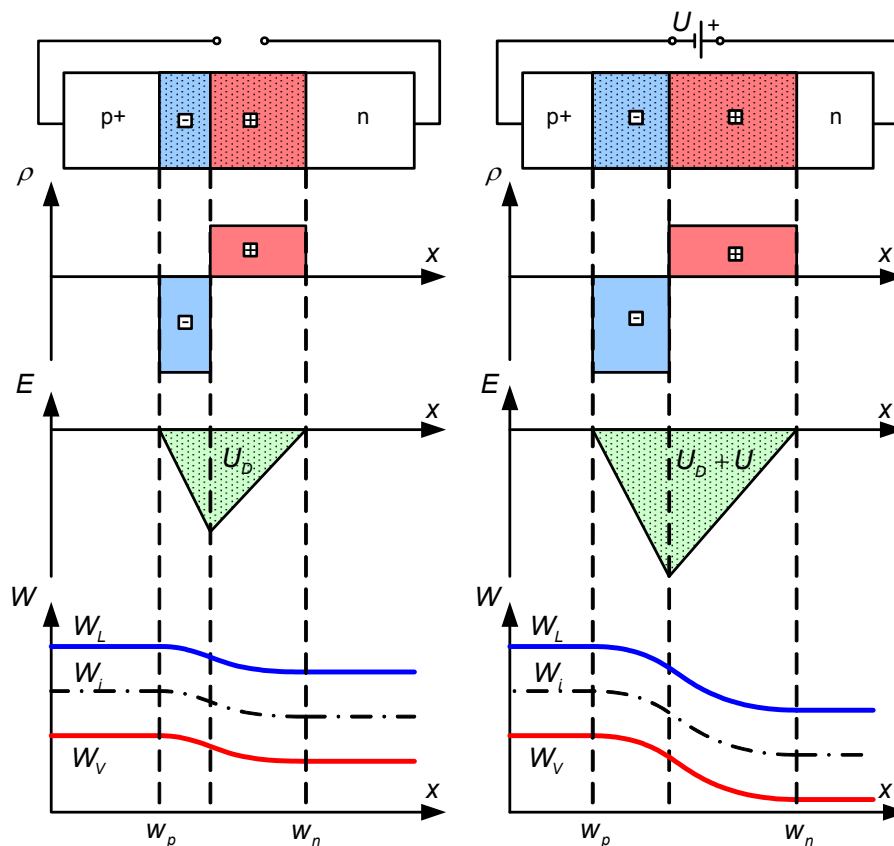 U +
p+ - + n
p+ - + n
ρ x
ρ x
+
+
-
-
E x
E x
U_D
U_D + U
W
W
W_L
W_L
W_i
W_i
W_V
W_V
x
x
w_p w_n
w_p w_n